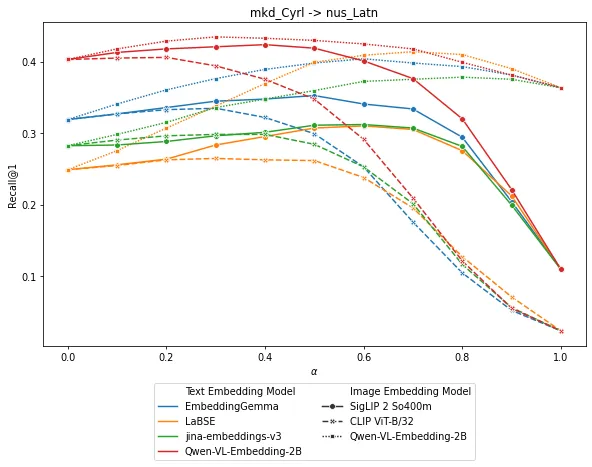 mkd_Cyrl -> nus_Latn
Recall@1
0.4
0.3
0.2
0.1
0.0 0.2 0.4 0.6 0.8 1.0
α
Text Embedding Model Image Embedding Model
EmbeddingGemma SigLIP 2 So400m
LaBSE CLIP ViT-B/32
jina-embeddings-v3 Qwen-VL-Embedding-2B
Qwen-VL-Embedding-2B